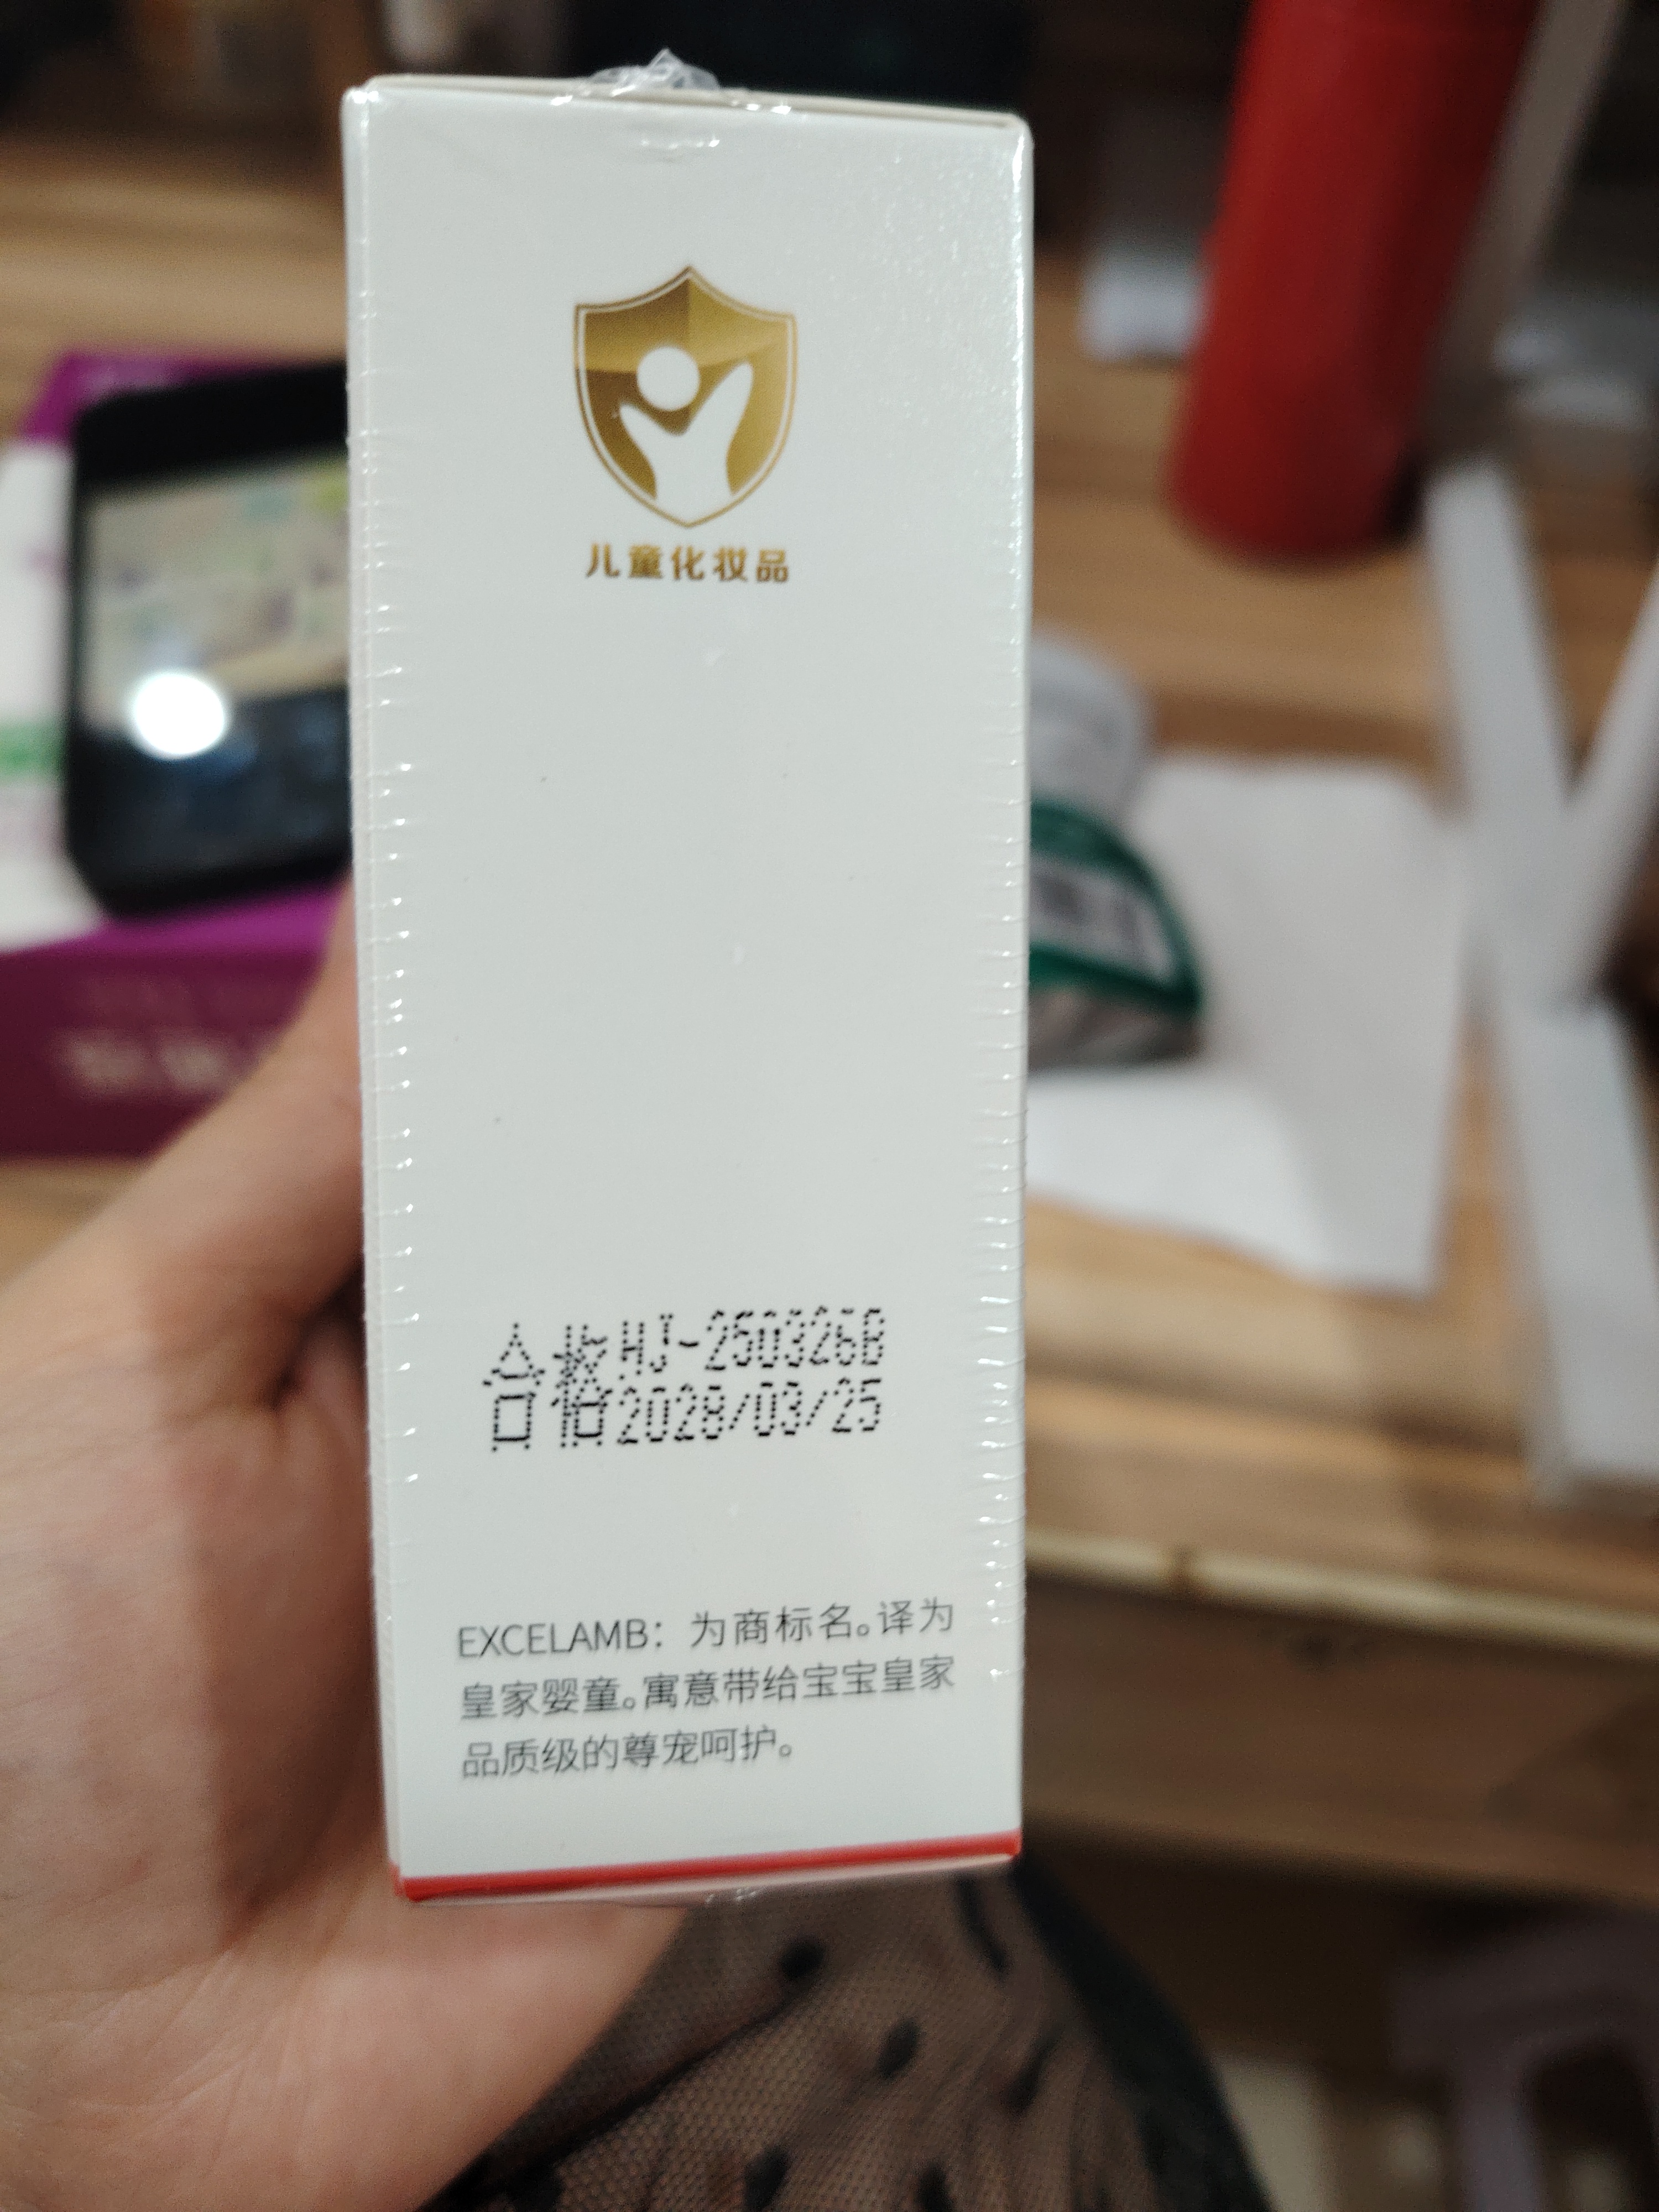 儿童化妆品
合格 HJ-250326B
2028/03/25
EXCELAMB：为商标名。译为
皇家婴童。寓意带给宝宝皇家
品质级的尊宠呵护。